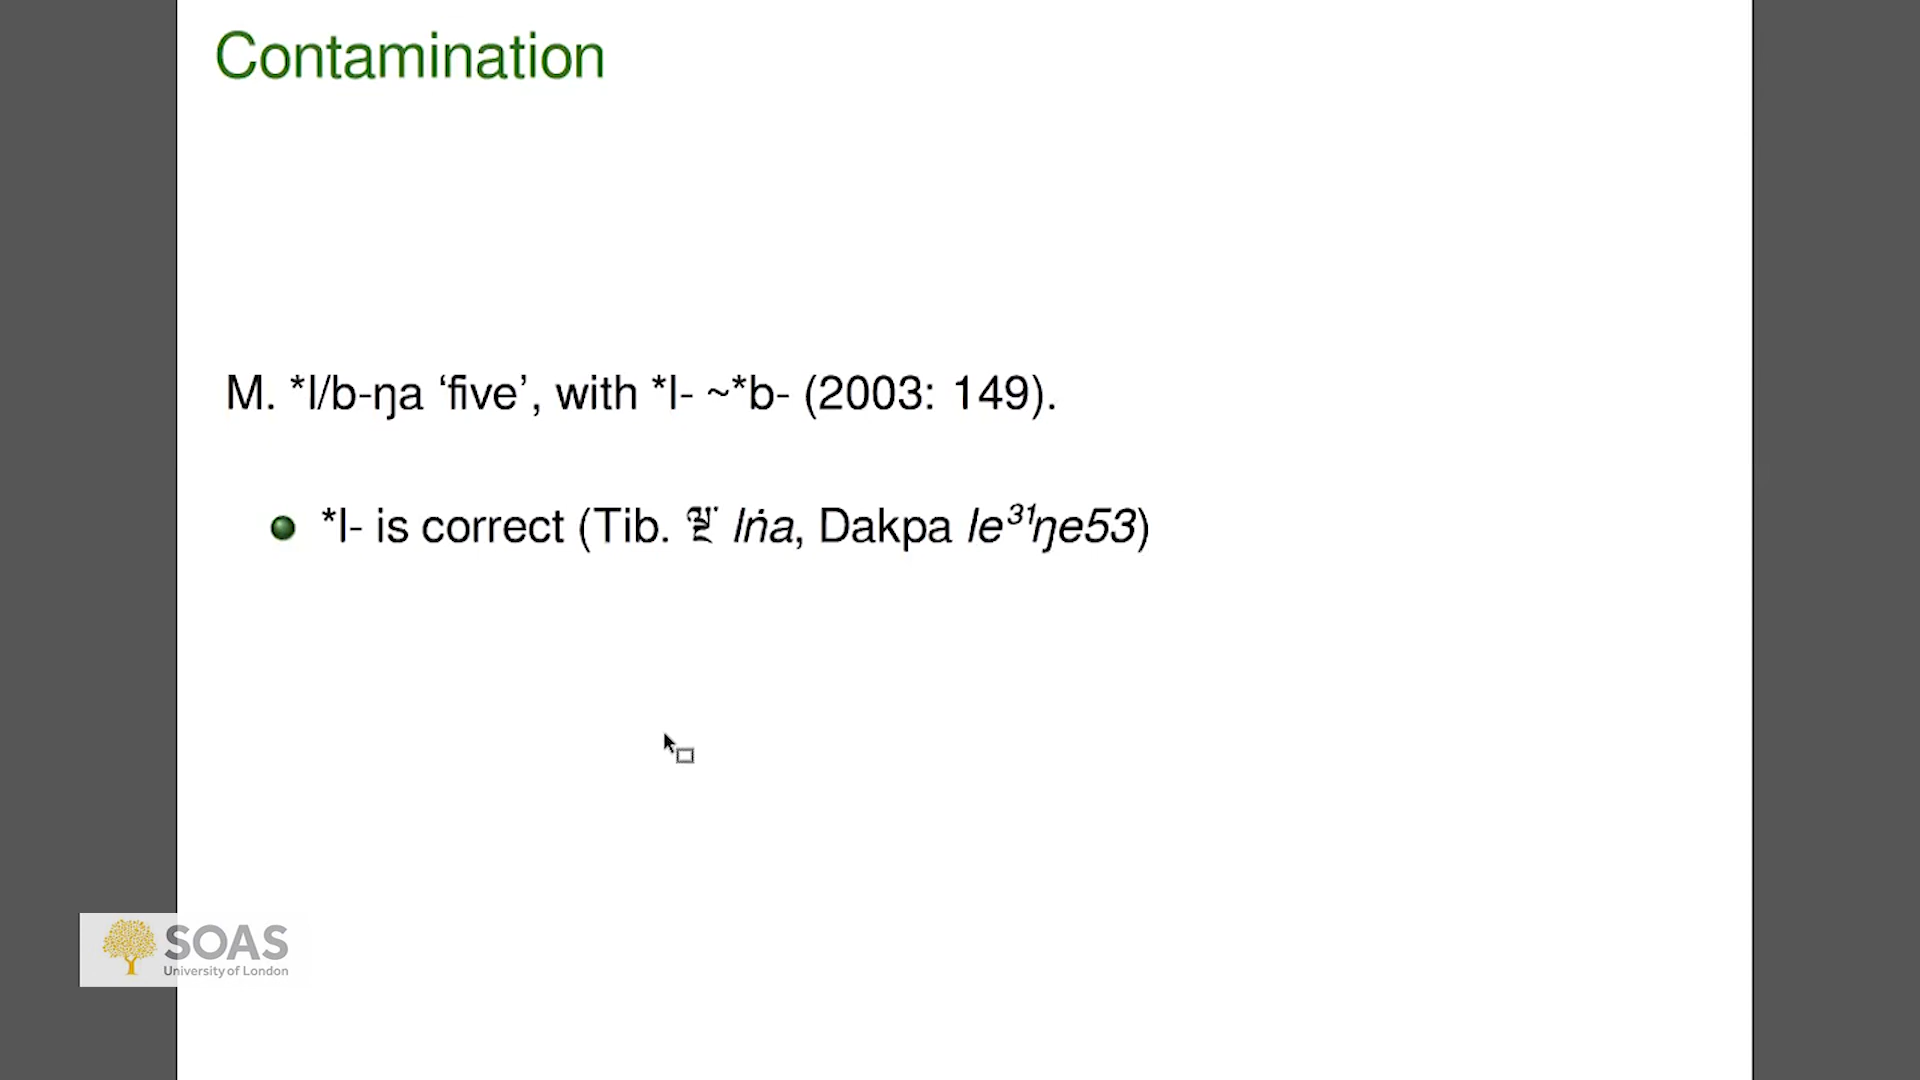 Contamination
M. *l/b-ŋa ‘five’, with *l- ~*b- (2003: 149).
*l- is correct (Tib. ལྔ་ lṅa, Dakpa le³¹ŋe53)
SOAS
University of London